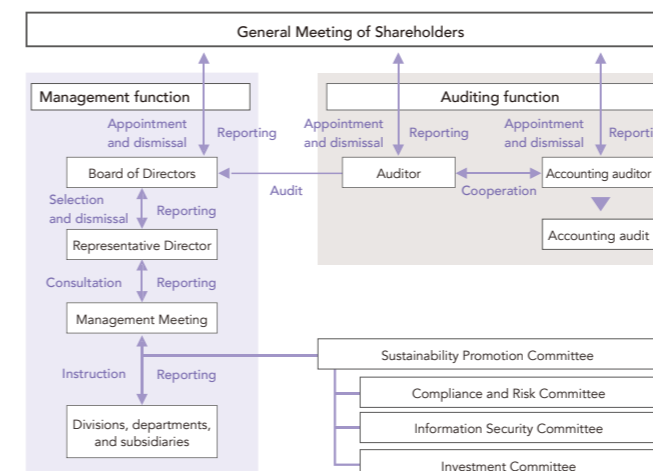 General Meeting of Shareholders
Management function
Auditing function
Appointment
and dismissal
Reporting
Appointment
and dismissal
Reporting
Appointment
and dismissal
Reporti
Board of Directors
Audit
Auditor
Cooperation
Accounting auditor
Selection
and dismissal
Reporting
Accounting audit
Representative Director
Consultation
Reporting
Management Meeting
Instruction
Reporting
Sustainability Promotion Committee
Compliance and Risk Committee
Divisions, departments,
and subsidiaries
Information Security Committee
Investment Committee